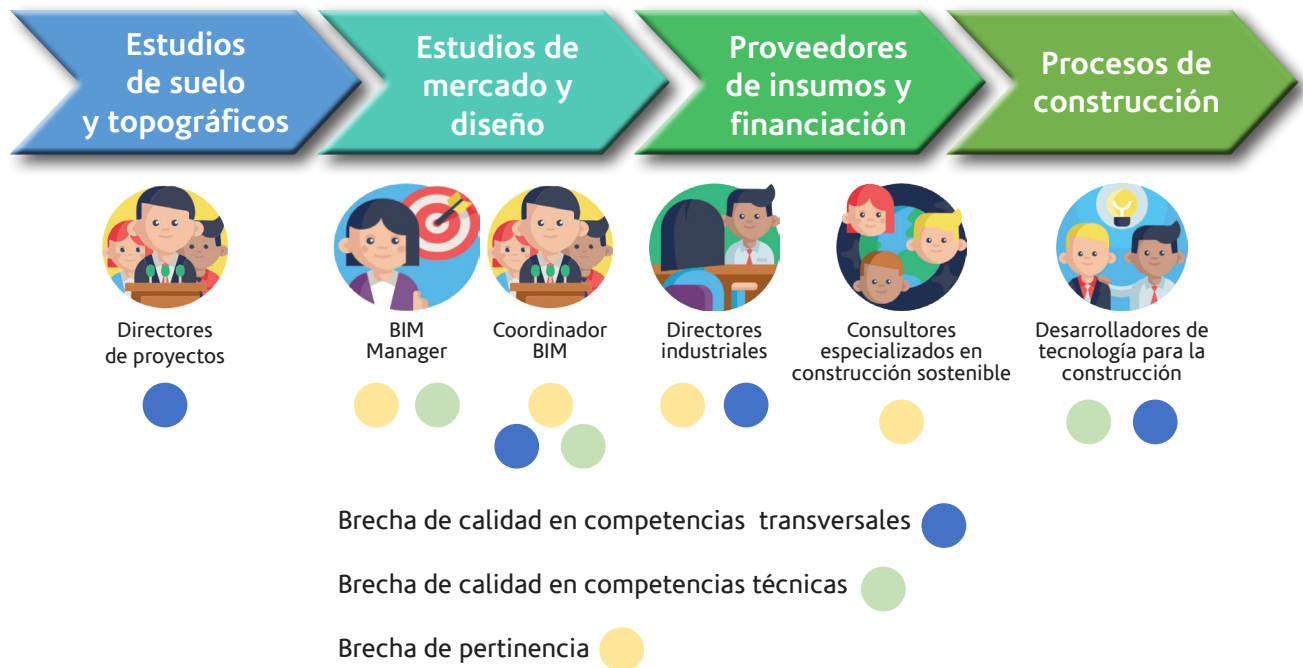 Estudios
de suelo
y topográficos
Estudios de
mercado y
diseño
Proveedores
de insumos y
financiación
Procesos de
construcción
Directores
de proyectos
BIM
Manager
Coordinador
BIM
Directores
industriales
Consultores
especializados en
construcción sostenible
Desarrolladores de
tecnología para la
construcción
Brecha de calidad en competencias transversales
Brecha de calidad en competencias técnicas
Brecha de pertinencia